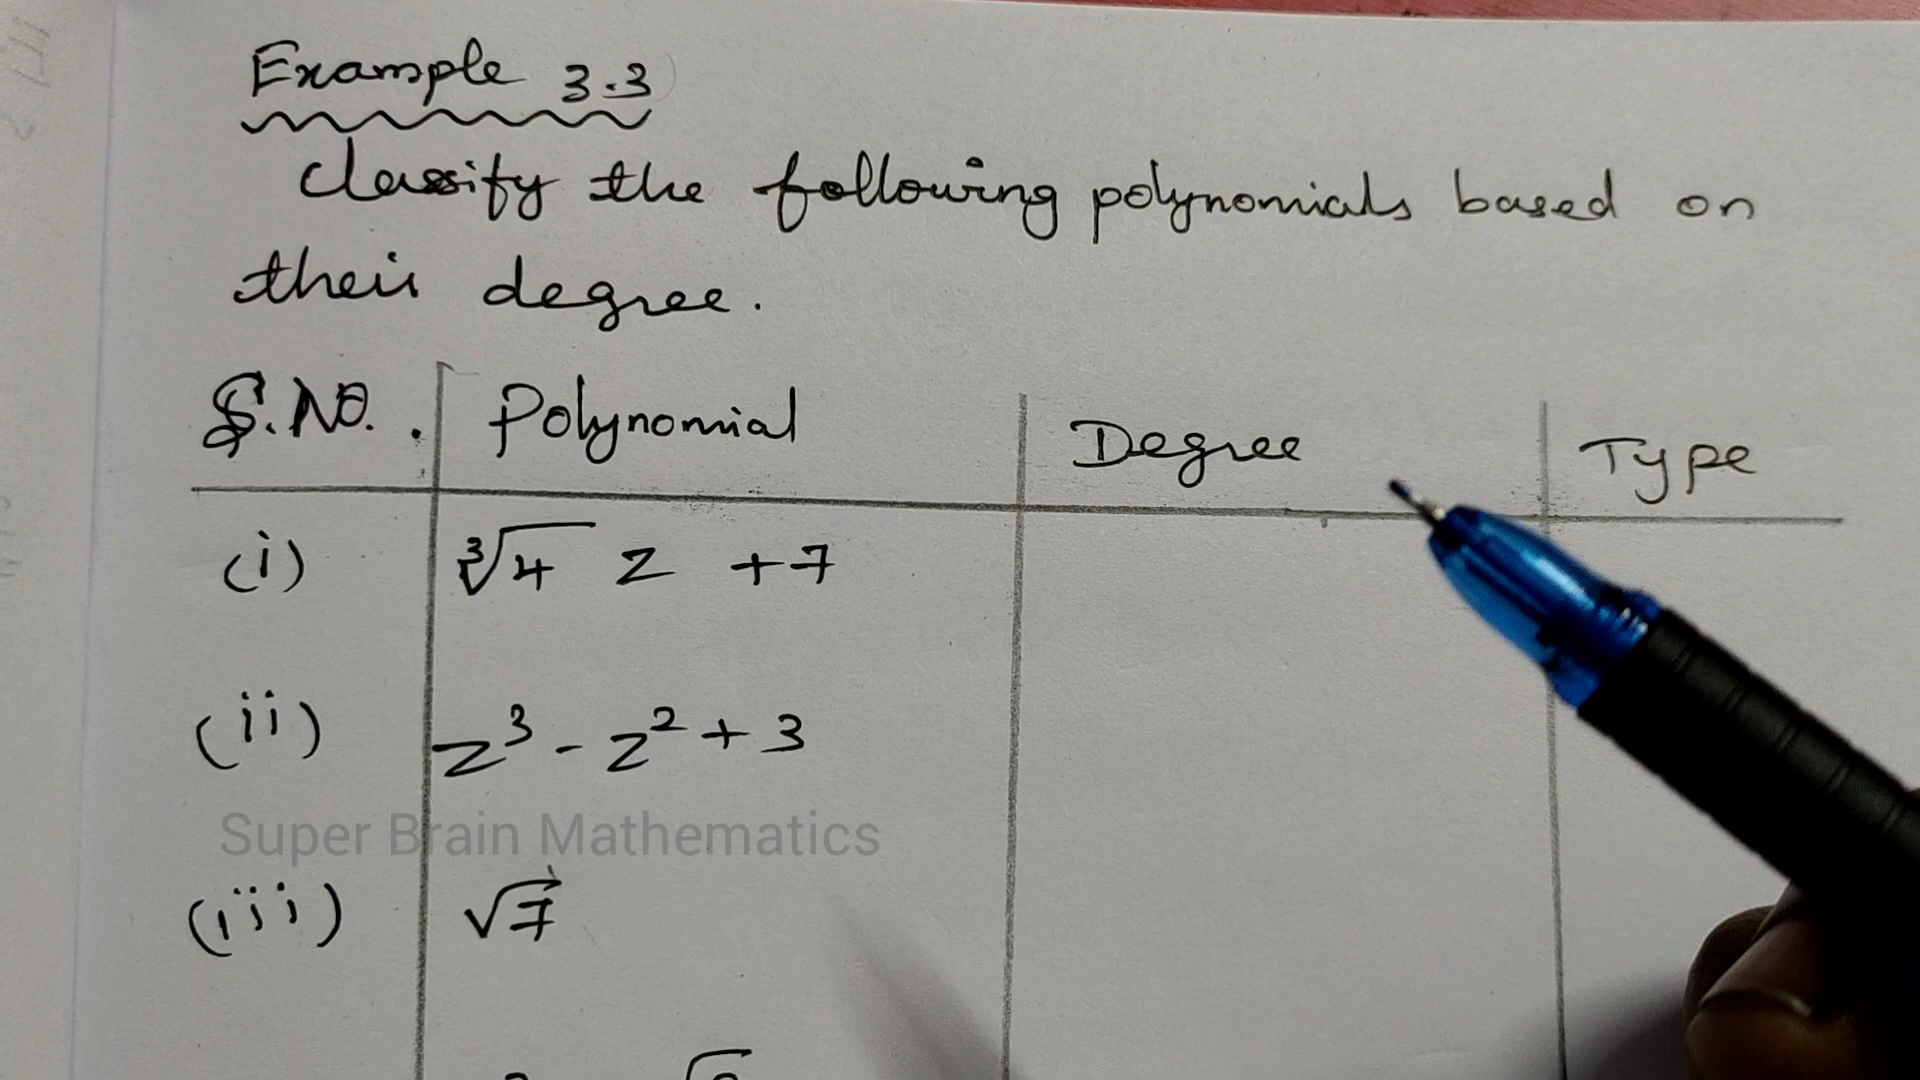 Example 3.3
Classify the following polynomials based on
their degree.
S.No. Polynomial Degree Type
(i) ∛4 z + 7
(ii) z³ - z² + 3
Super Brain Mathematics
(iii) √7